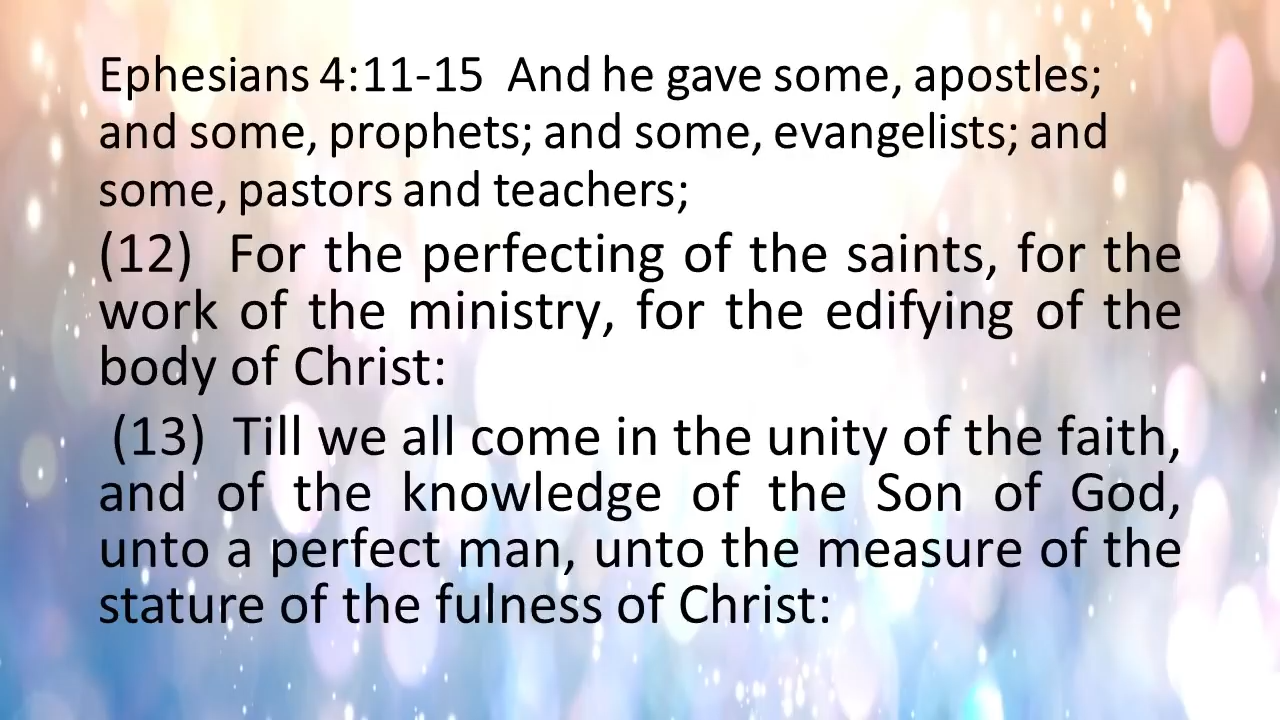 Ephesians 4:11-15  And he gave some, apostles;
and some, prophets; and some, evangelists; and
some, pastors and teachers;
(12)  For the perfecting of the saints, for the
work of the ministry, for the edifying of the
body of Christ:
(13)  Till we all come in the unity of the faith,
and of the knowledge of the Son of God,
unto a perfect man, unto the measure of the
stature of the fulness of Christ: